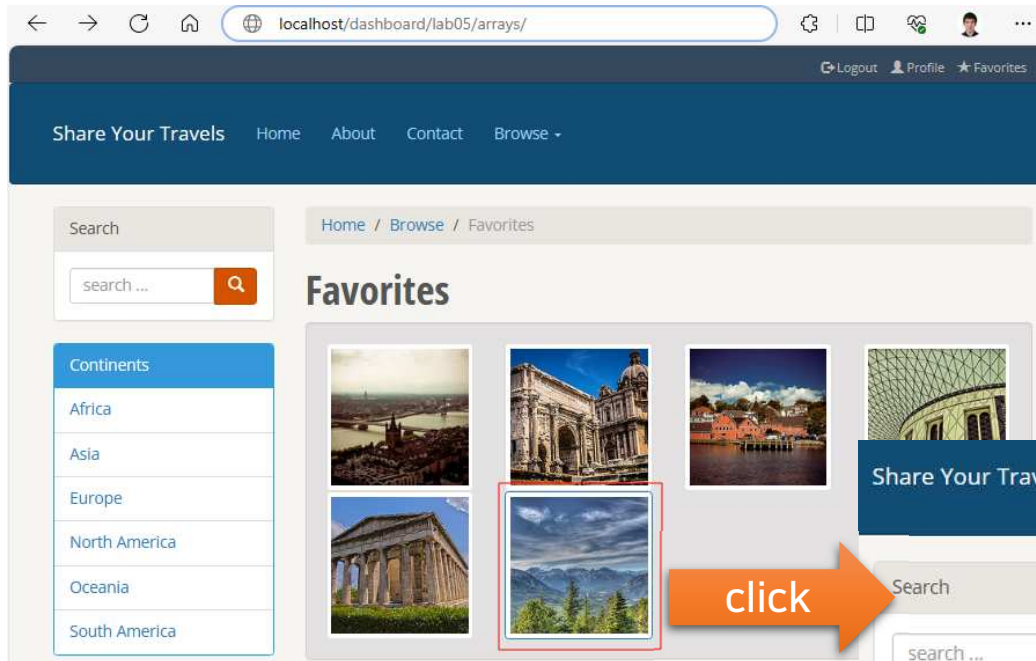 localhost/dashboard/lab05/arrays/
Logout Profile Favorites
Share Your Travels Home About Contact Browse
Search
search ...
Home / Browse / Favorites
Favorites
Continents
Africa
Asia
Europe
North America
Oceania
South America
click
Share Your Trav
Search
search ...